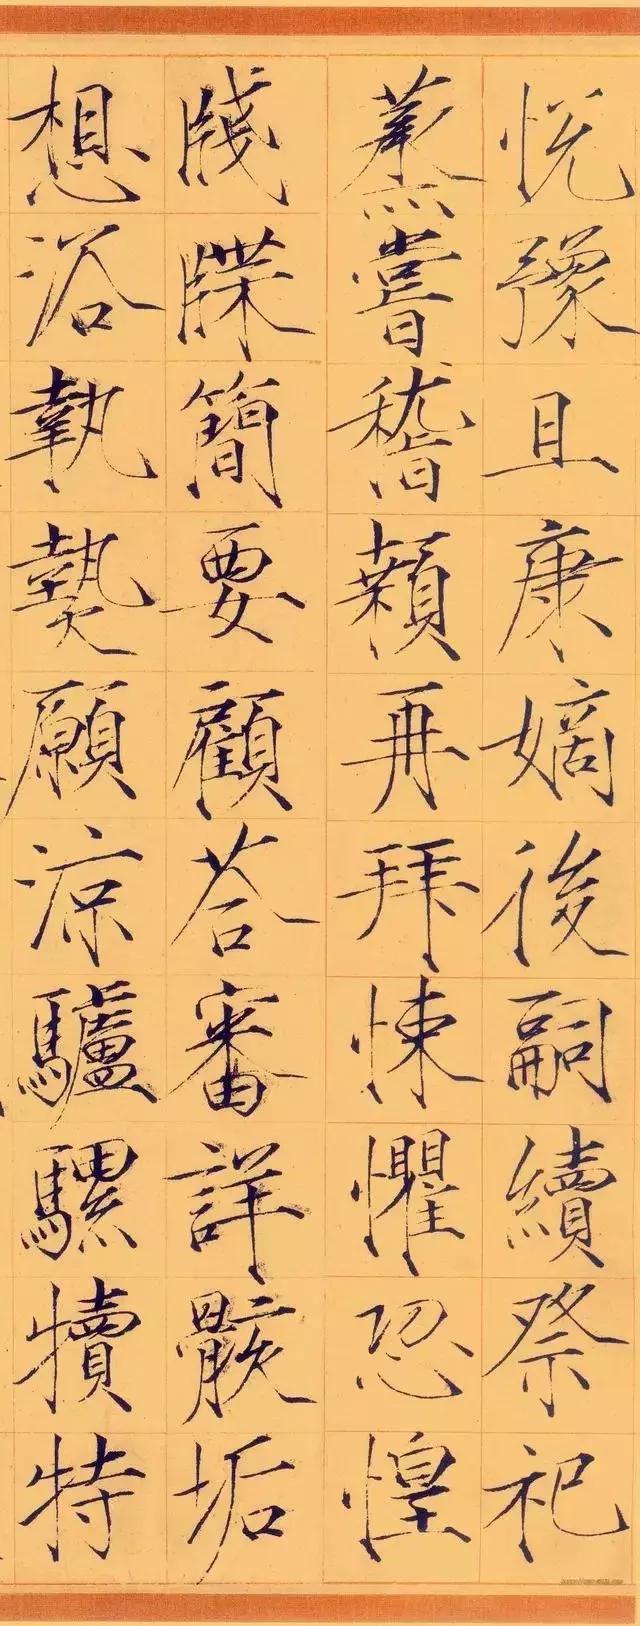 悦豫且康嫡後嗣續祭祀
蒸嘗稽顙再拜悚懼恐惶
牋牒簡要顧荅審詳骸垢
想浴執熱願涼驢騾犢特